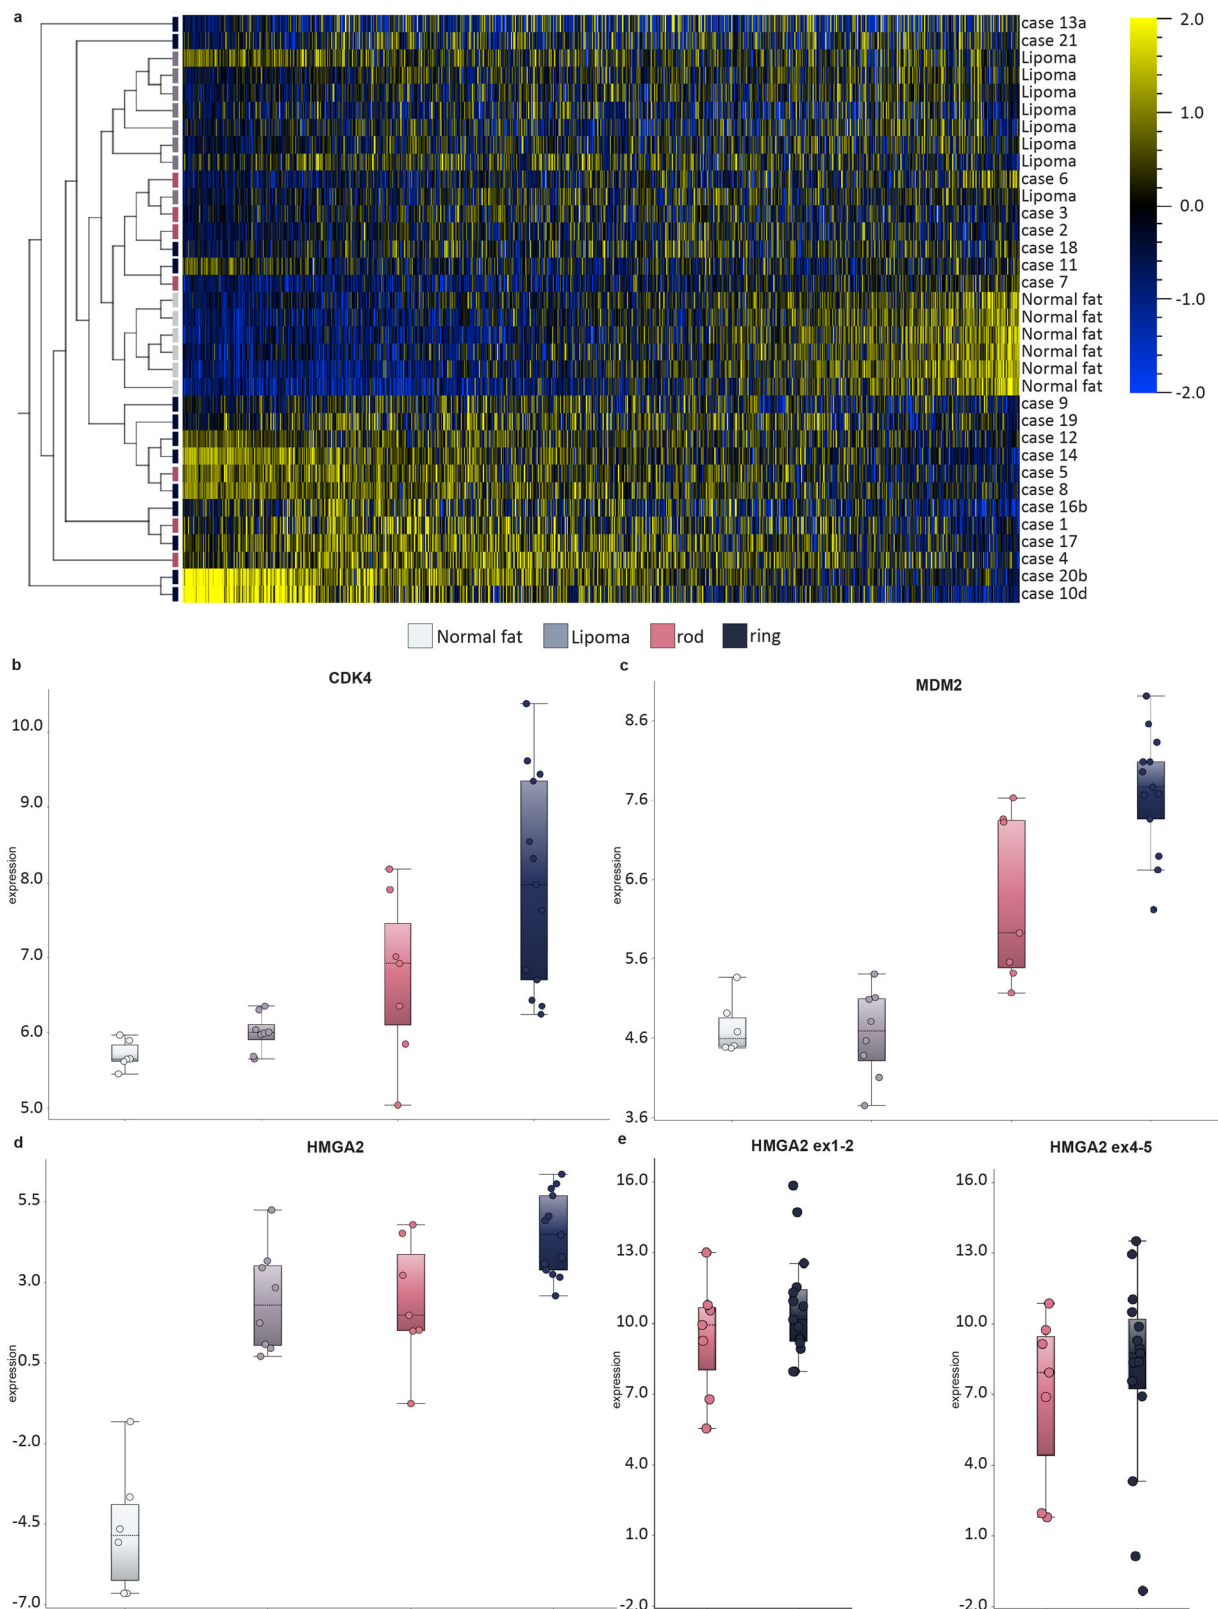 a
case 13a
case 21
Lipoma
Lipoma
Lipoma
Lipoma
Lipoma
Lipoma
Lipoma
case 6
Lipoma
case 3
case 2
case 18
case 11
case 7
Normal fat
Normal fat
Normal fat
Normal fat
Normal fat
Normal fat
case 9
case 19
case 12
case 14
case 5
case 8
case 16b
case 1
case 17
case 4
case 20b
case 10d
2.0
1.0
0.0
-1.0
-2.0
Normal fat Lipoma rod ring
b
CDK4
expression
10.0
9.0
8.0
7.0
6.0
5.0
c
MDM2
expression
8.6
7.6
6.6
5.6
4.6
3.6
d
HMGA2
expression
5.5
3.0
0.5
-2.0
-4.5
-7.0
e
HMGA2 ex1-2
expression
16.0
13.0
10.0
7.0
4.0
1.0
-2.0
HMGA2 ex4-5
expression
16.0
13.0
10.0
7.0
4.0
1.0
-2.0